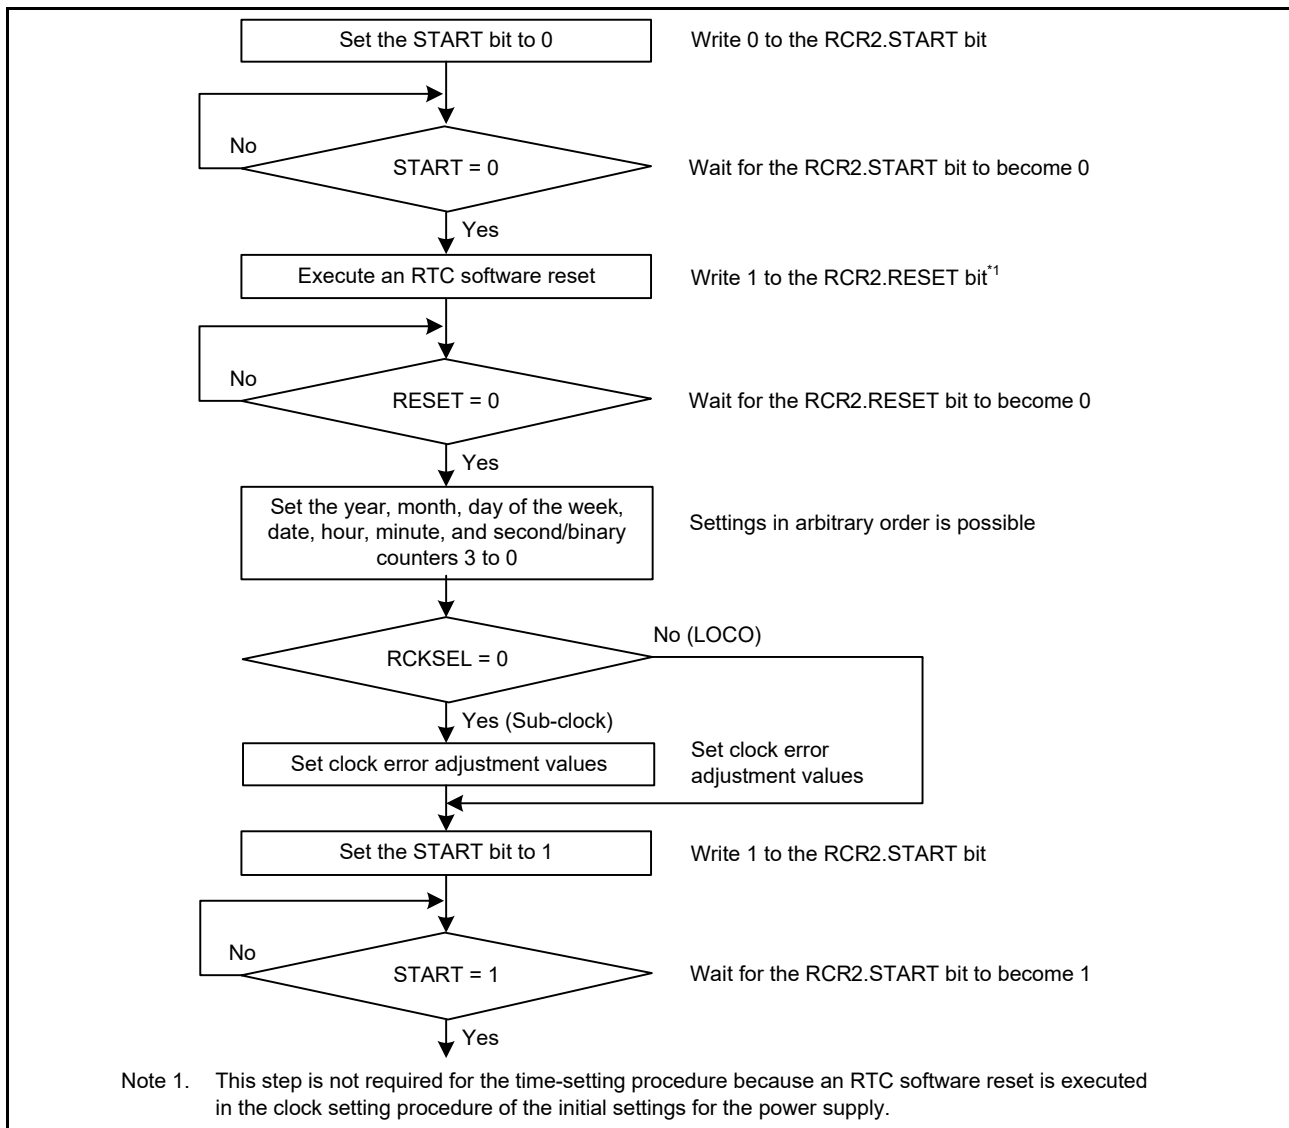 Set the START bit to 0
Write 0 to the RCR2.START bit
No
START = 0
Wait for the RCR2.START bit to become 0
Yes
Execute an RTC software reset
Write 1 to the RCR2.RESET bit*1
No
RESET = 0
Wait for the RCR2.RESET bit to become 0
Yes
Set the year, month, day of the week,
date, hour, minute, and second/binary
counters 3 to 0
Settings in arbitrary order is possible
No (LOCO)
RCKSEL = 0
Yes (Sub-clock)
Set clock error adjustment values
Set clock error
adjustment values
Set the START bit to 1
Write 1 to the RCR2.START bit
No
START = 1
Wait for the RCR2.START bit to become 1
Yes
Note 1. This step is not required for the time-setting procedure because an RTC software reset is executed
in the clock setting procedure of the initial settings for the power supply.